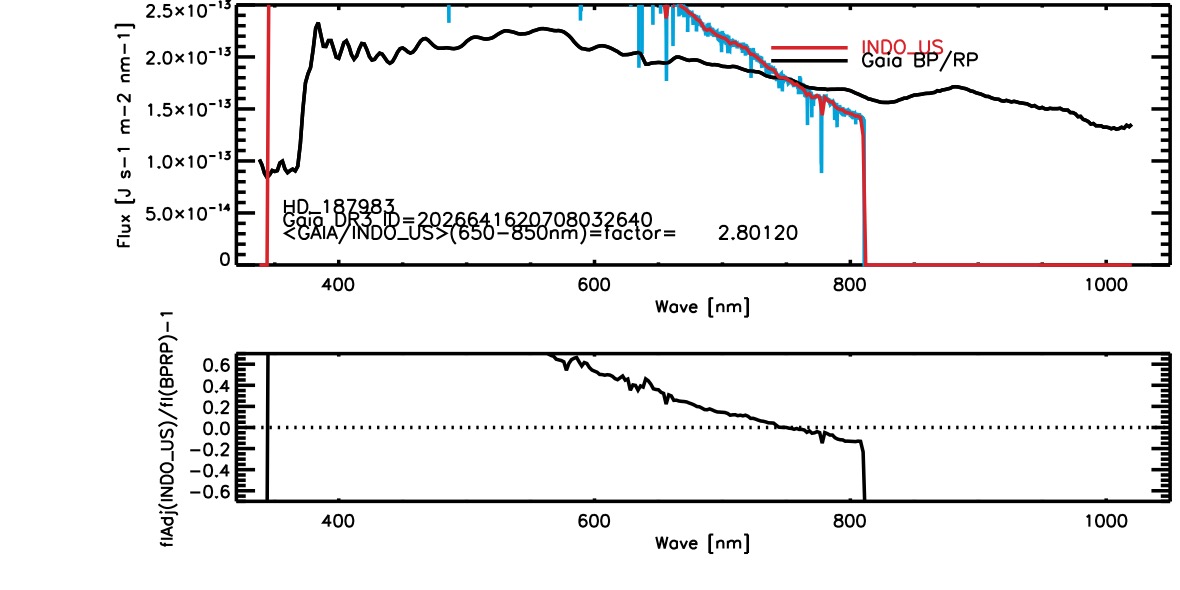 2.5×10⁻¹³
2.0×10⁻¹³
1.5×10⁻¹³
1.0×10⁻¹³
5.0×10⁻¹⁴
0
Flux [J s-1 m-2 nm-1]
INDO_US
Gaia BP/RP
HD_187983
Gaia DR3 ID=2026641620708032640
<GAIA/INDO_US>(650-850nm)=factor= 2.80120
400 600 800 1000
Wave [nm]
flAdj(INDO_US)/fl(BPRP)-1
0.6
0.4
0.2
0.0
-0.2
-0.4
-0.6
400 600 800 1000
Wave [nm]